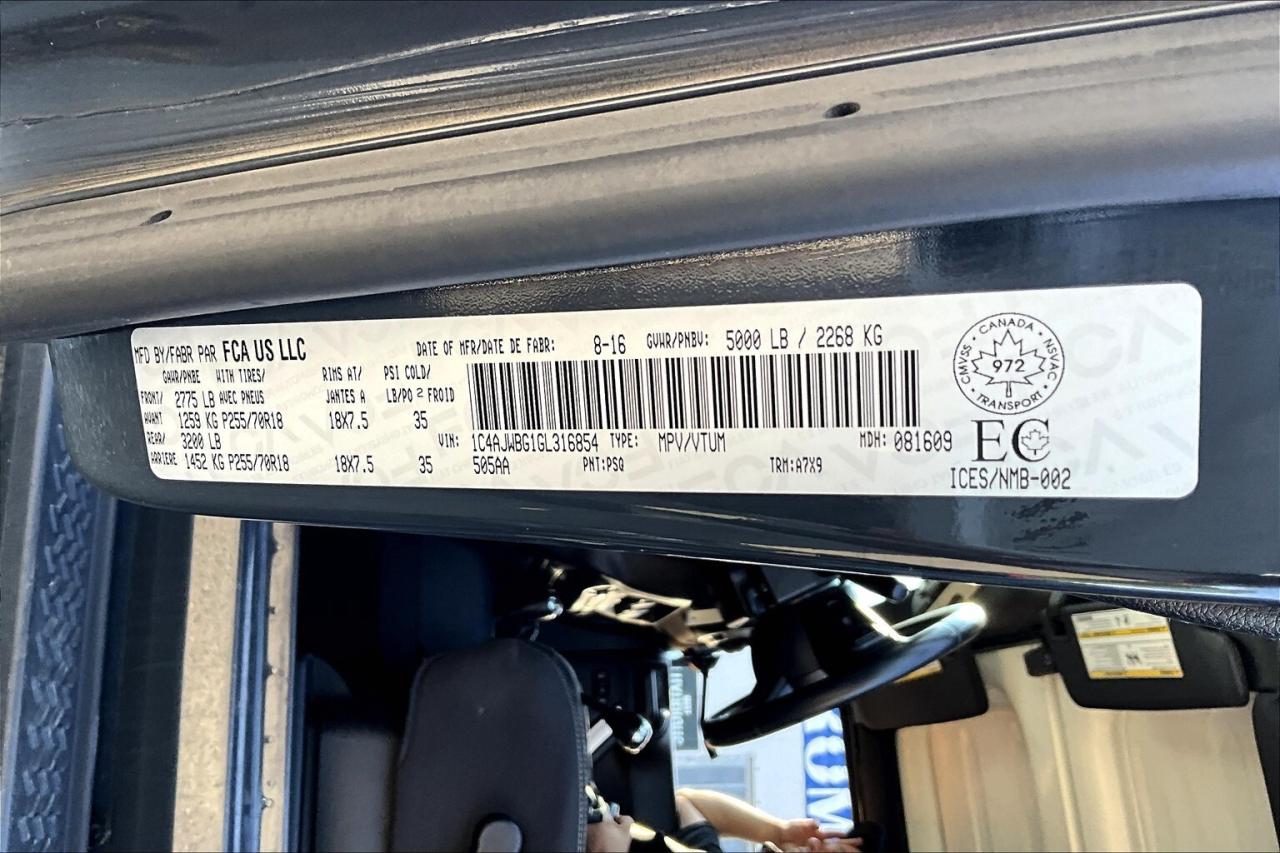 MFD BY/FABR PAR FCA US LLC
DATE OF MFR/DATE DE FABR: 8-16 GVWR/PNBV: 5000 LB / 2268 KG
GAWR/PNBE WITH TIRES/ RIMS AT/ PSI COLD/
FRONT/ 2775 LB AVEC PNEUS JANTES A LB/PO² FROID
AVANT 1259 KG P255/70R18 18X7.5 35
REAR/ 3200 LB
ARRIERE 1452 KG P255/70R18 18X7.5 35
VIN: 1C4AJWBG1GL316854 TYPE: MPV/VTUM MDH: 081609
505AA PNT:PSQ TRM:A7X9
CANADA
CMVSS • NSVAC
972
TRANSPORT
EC
ICES/NMB-002
RUM